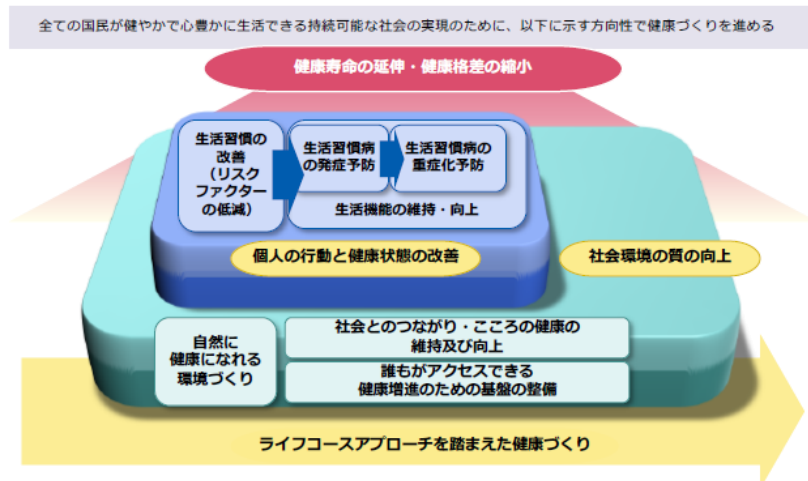 全ての国民が健やかで心豊かに生活できる持続可能な社会の実現のために、以下に示す方向性で健康づくりを進める
健康寿命の延伸・健康格差の縮小
生活習慣の
改善
（リスク
ファクター
の低減）
生活習慣病
の発症予防
生活習慣病の
重症化予防
生活機能の維持・向上
個人の行動と健康状態の改善
社会環境の質の向上
自然に
健康になれる
環境づくり
社会とのつながり・こころの健康の
維持及び向上
誰もがアクセスできる
健康増進のための基盤の整備
ライフコースアプローチを踏まえた健康づくり